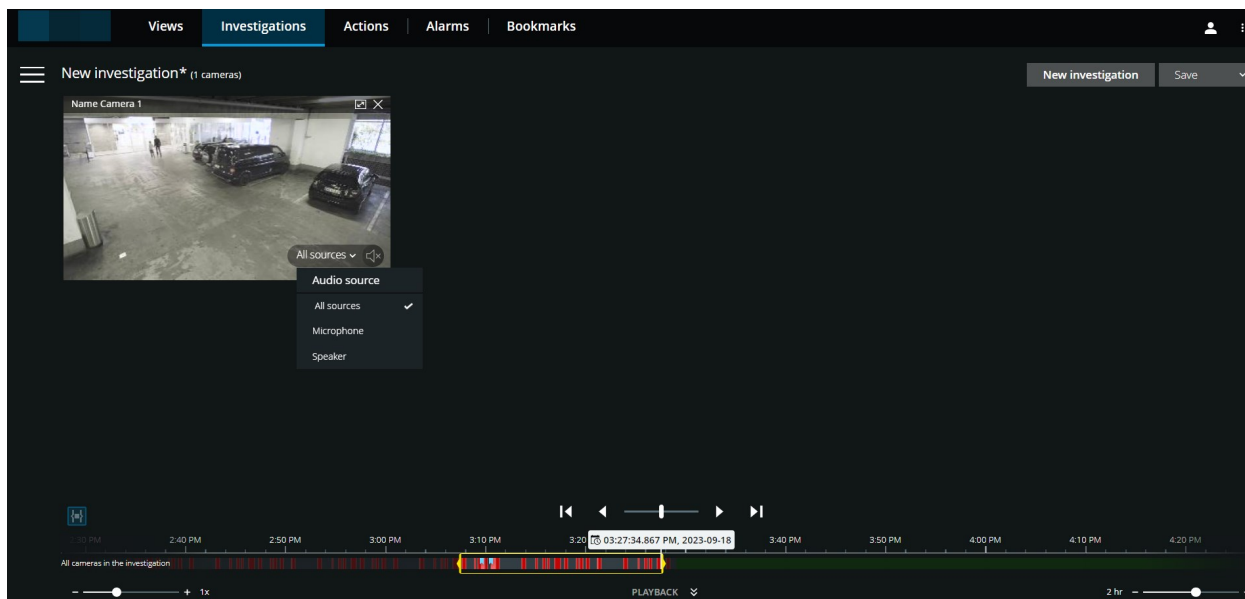 Views Investigations Actions Alarms Bookmarks
New investigation* (1 cameras)
New investigation Save
Name Camera 1
All sources
Audio source
All sources
Microphone
Speaker
2:30 PM 2:40 PM 2:50 PM 3:00 PM 3:10 PM 3:20 03:27:34.867 PM, 2023-09-18 3:40 PM 3:50 PM 4:00 PM 4:10 PM 4:20 PM
All cameras in the investigation
- + 1x PLAYBACK 2 hr -